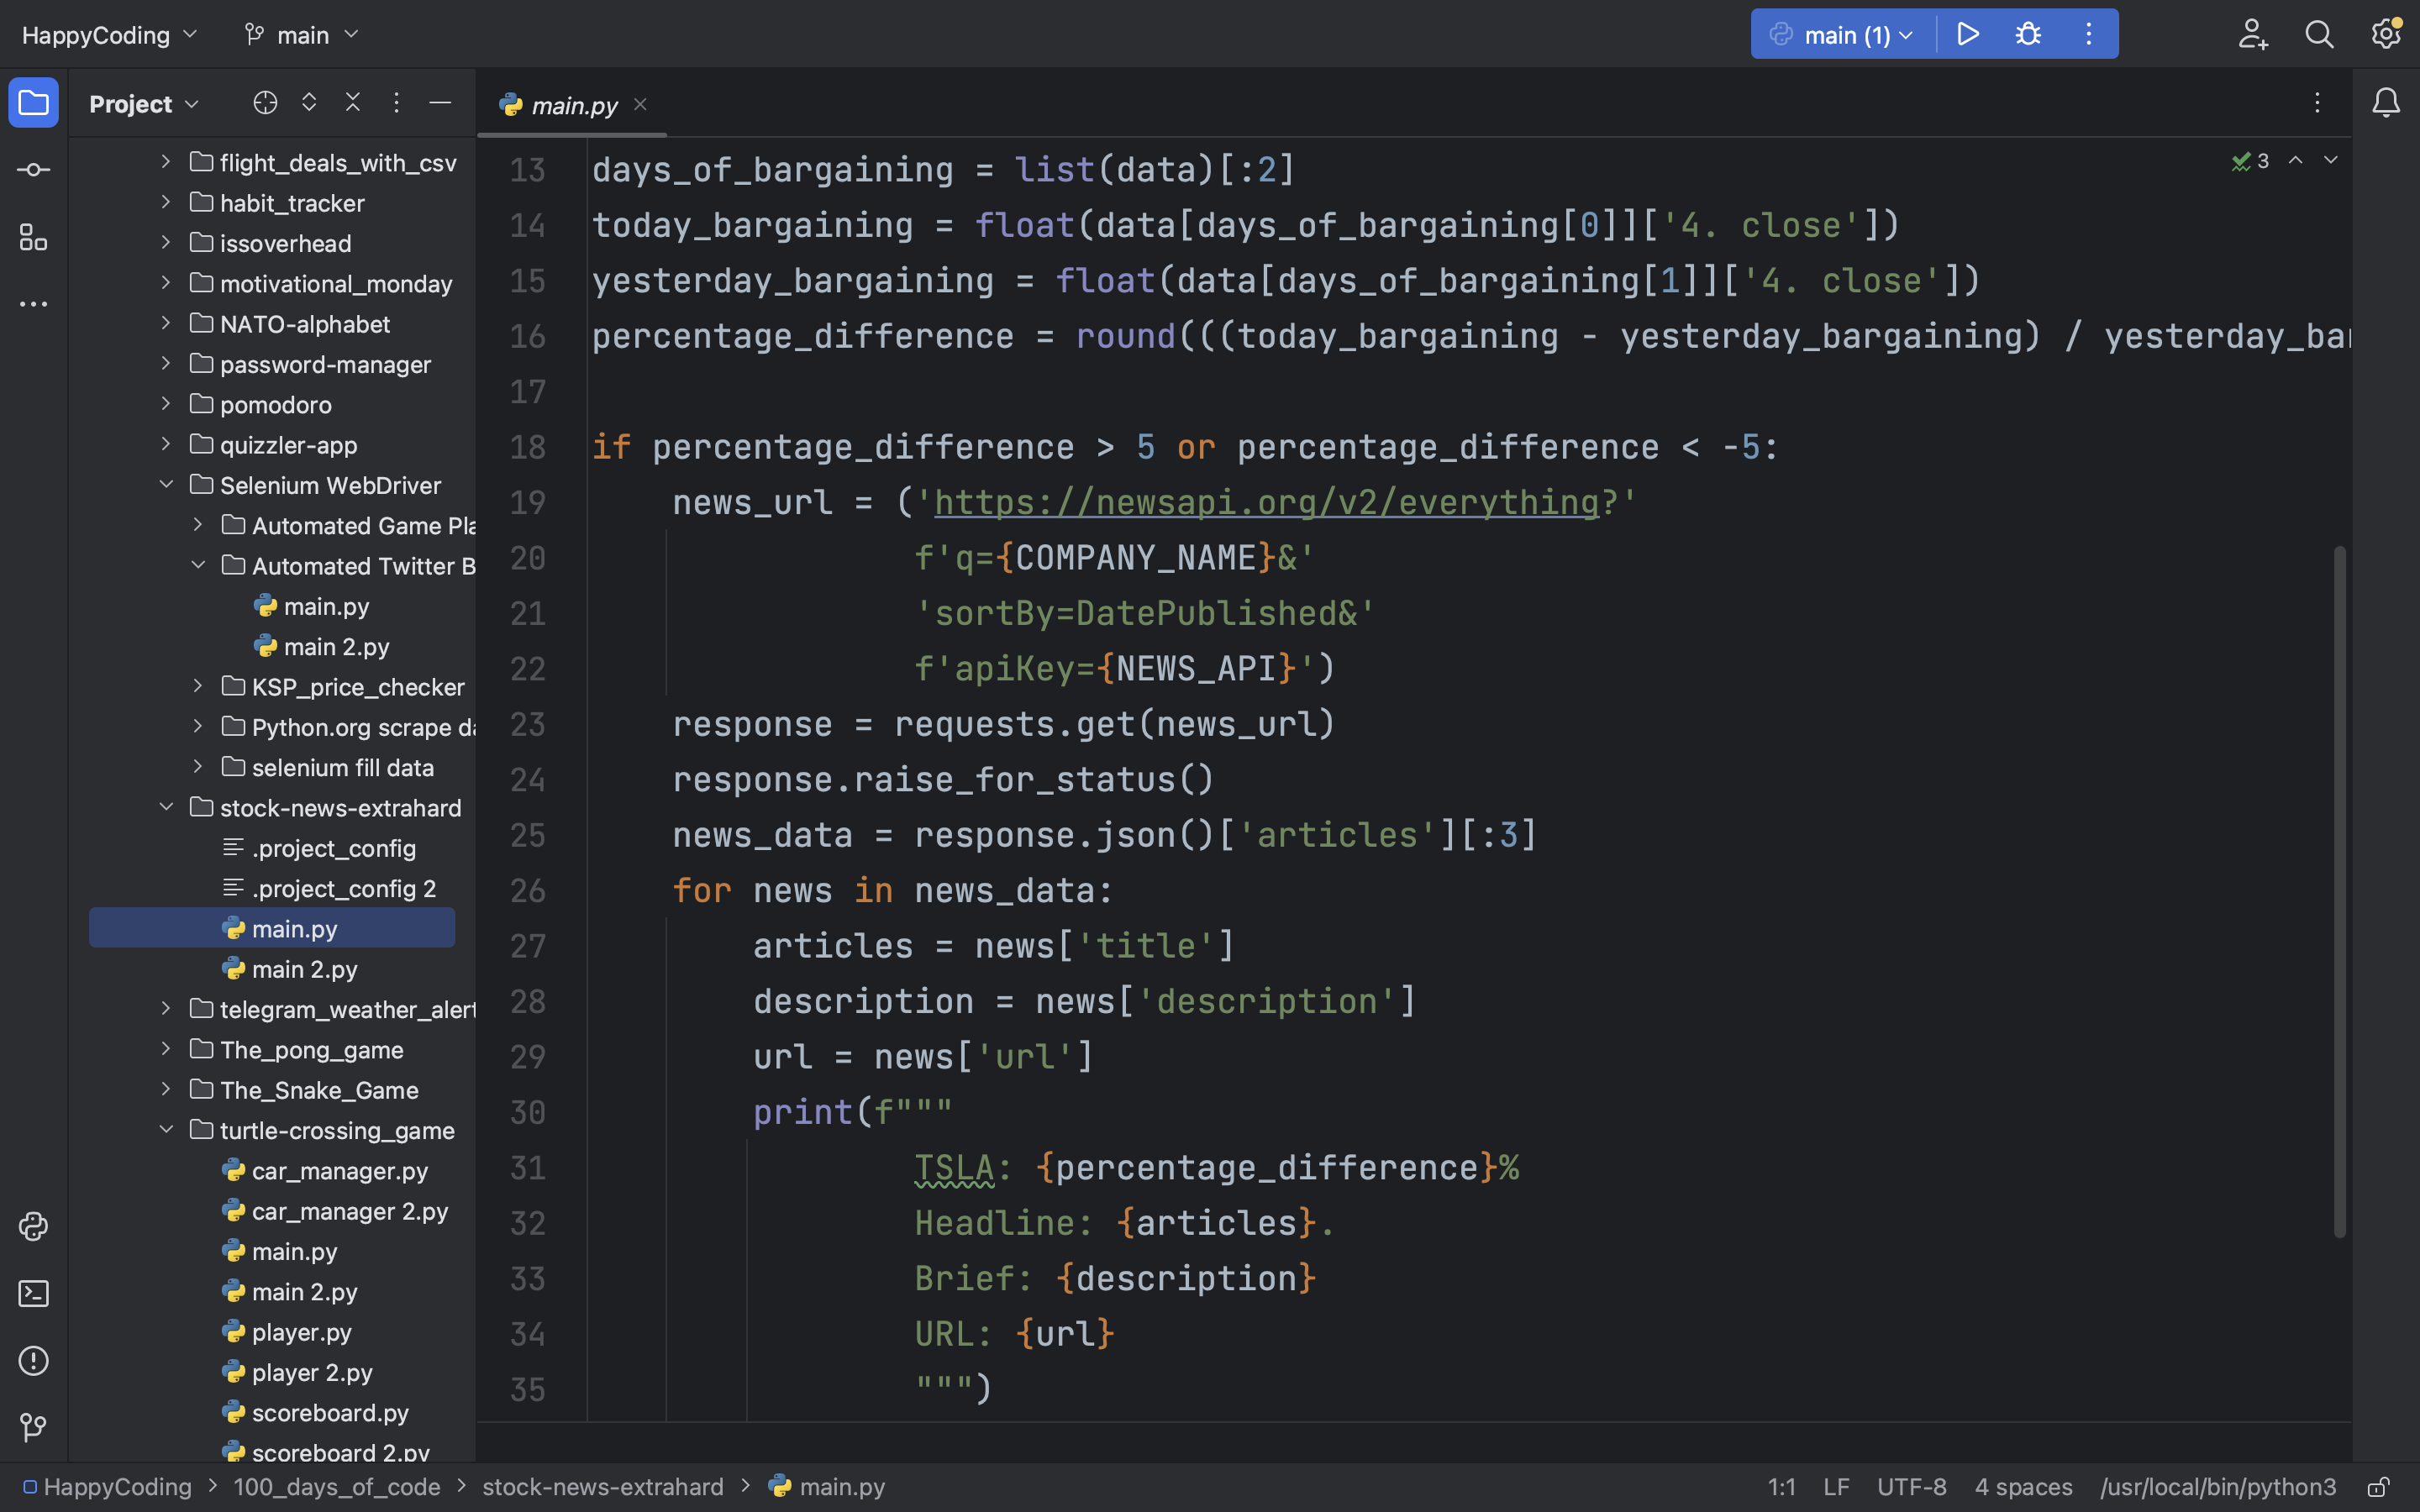 HappyCoding
main
main (1)
Project
flight_deals_with_csv
habit_tracker
issoverhead
motivational_monday
NATO-alphabet
password-manager
pomodoro
quizzler-app
Selenium WebDriver
Automated Game Pla
Automated Twitter B
main.py
main 2.py
KSP_price_checker
Python.org scrape da
selenium fill data
stock-news-extrahard
.project_config
.project_config 2
main.py
main 2.py
telegram_weather_alert
The_pong_game
The_Snake_Game
turtle-crossing_game
car_manager.py
car_manager 2.py
main.py
main 2.py
player.py
player 2.py
scoreboard.py
scoreboard 2.py
main.py
3
13 days_of_bargaining = list(data)[:2]
14 today_bargaining = float(data[days_of_bargaining[0]]['4. close'])
15 yesterday_bargaining = float(data[days_of_bargaining[1]]['4. close'])
16 percentage_difference = round(((today_bargaining - yesterday_bargaining) / yesterday_bar
17
18 if percentage_difference > 5 or percentage_difference < -5:
19 news_url = ('https://newsapi.org/v2/everything?'
20 f'q={COMPANY_NAME}&'
21 'sortBy=DatePublished&'
22 f'apiKey={NEWS_API}')
23 response = requests.get(news_url)
24 response.raise_for_status()
25 news_data = response.json()['articles'][:3]
26 for news in news_data:
27 articles = news['title']
28 description = news['description']
29 url = news['url']
30 print(f"""
31 TSLA: {percentage_difference}%
32 Headline: {articles}.
33 Brief: {description}
34 URL: {url}
35 """)
HappyCoding > 100_days_of_code > stock-news-extrahard > main.py
1:1 LF UTF-8 4 spaces /usr/local/bin/python3